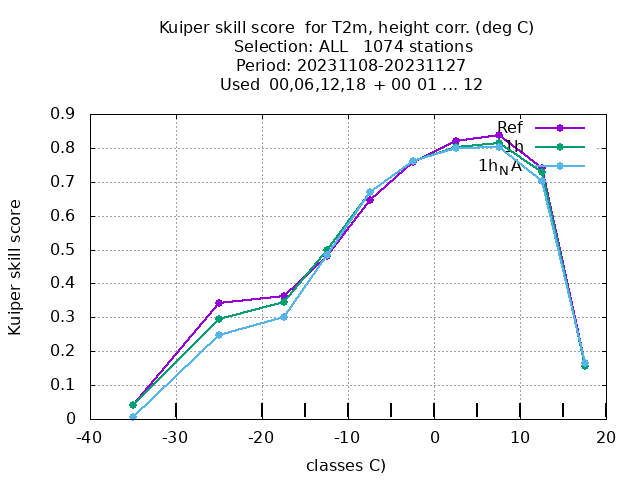 Kuiper skill score  for T2m, height corr. (deg C)
Selection: ALL   1074 stations
Period: 20231108-20231127
Used  00,06,12,18  + 00 01 ... 12
Kuiper skill score
0.9
0.8
0.7
0.6
0.5
0.4
0.3
0.2
0.1
0
Ref
1h
1h_N A
-40
-30
-20
-10
0
10
20
classes C)